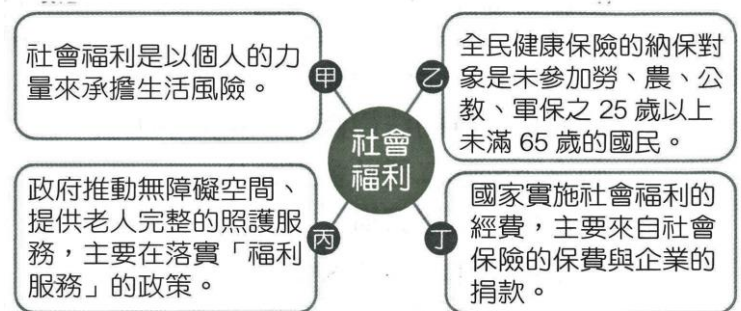 社會福利是以個人的力
量來承擔生活風險。
甲
乙
全民健康保險的納保對
象是未參加勞、農、公
教、軍保之 25 歲以上
未滿 65 歲的國民。
社會
福利
政府推動無障礙空間、
提供老人完整的照護服
務,主要在落實「福利
服務」的政策。
丙
丁
國家實施社會福利的
經費,主要來自社會
保險的保費與企業的
捐款。